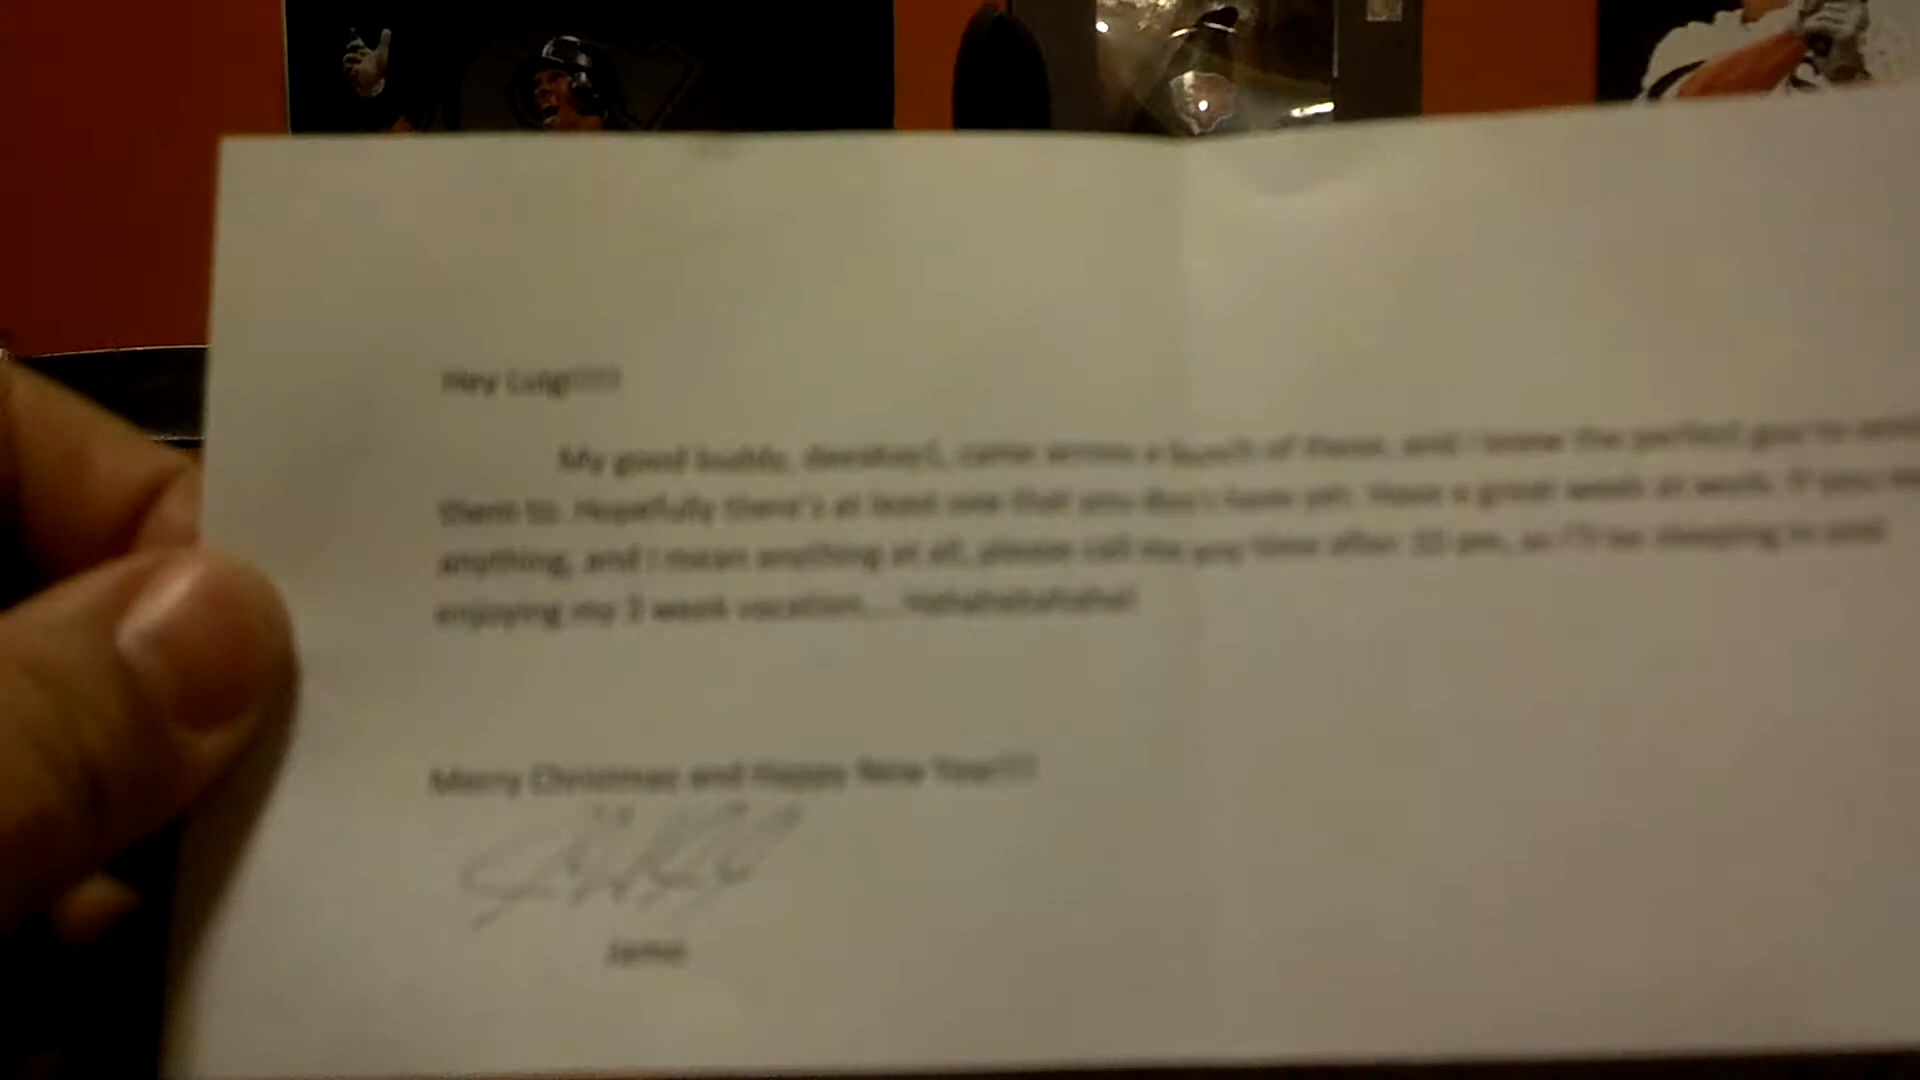 Hey Luigi!!!!!
My good buddy, came across a bunch of these, and I knew the perfect guy to send
them to. Hopefully there's at least one that you don't have yet. Have a great week at work. If you
anything, and I mean anything at all, please call me any time after 10 am, as I'll be sleeping in and
enjoying my 2 week vacation.... Hahahahahaha!
Merry Christmas and Happy New Year!!!!